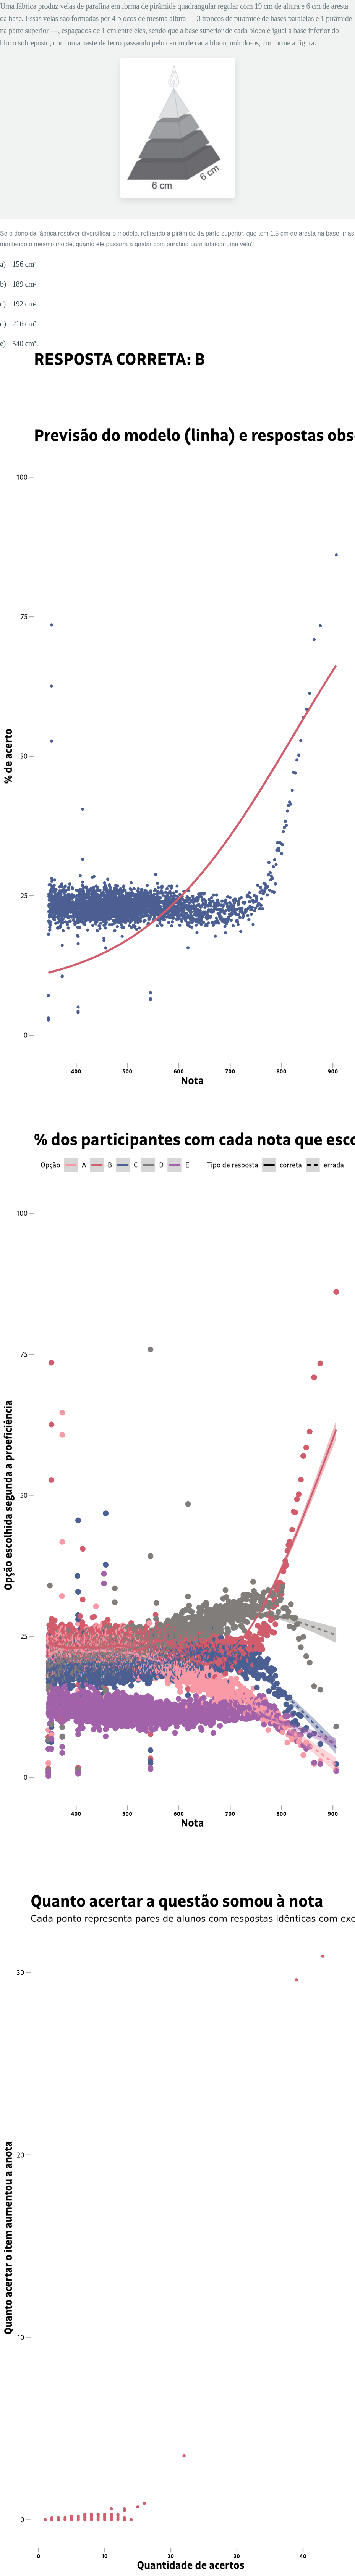 Uma fábrica produz velas de parafina em forma de pirâmide quadrangular regular com 19 cm de altura e 6 cm de aresta
da base. Essas velas são formadas por 4 blocos de mesma altura — 3 troncos de pirâmide de bases paralelas e 1 pirâmide
na parte superior —, espaçados de 1 cm entre eles, sendo que a base superior de cada bloco é igual à base inferior do
bloco sobreposto, com uma haste de ferro passando pelo centro de cada bloco, unindo-os, conforme a figura.
6 cm
6 cm
Se o dono da fábrica resolver diversificar o modelo, retirando a pirâmide da parte superior, que tem 1,5 cm de aresta na base, mas
mantendo o mesmo molde, quanto ele passará a gastar com parafina para fabricar uma vela?
a) 156 cm³.
b) 189 cm³.
c) 192 cm³.
d) 216 cm³.
e) 540 cm³.
RESPOSTA CORRETA: B
Previsão do modelo (linha) e respostas obs
100
75
50
25
0
% de acerto
400 500 600 700 800 900
Nota
% dos participantes com cada nota que esco
Opção A B C D E Tipo de resposta correta errada
100
75
50
25
0
Opção escolhida segunda a proeficiência
400 500 600 700 800 900
Nota
Quanto acertar a questão somou à nota
Cada ponto representa pares de alunos com respostas idênticas com exc
30
20
10
0
Quanto acertar o item aumentou a anota
0 10 20 30 40
Quantidade de acertos